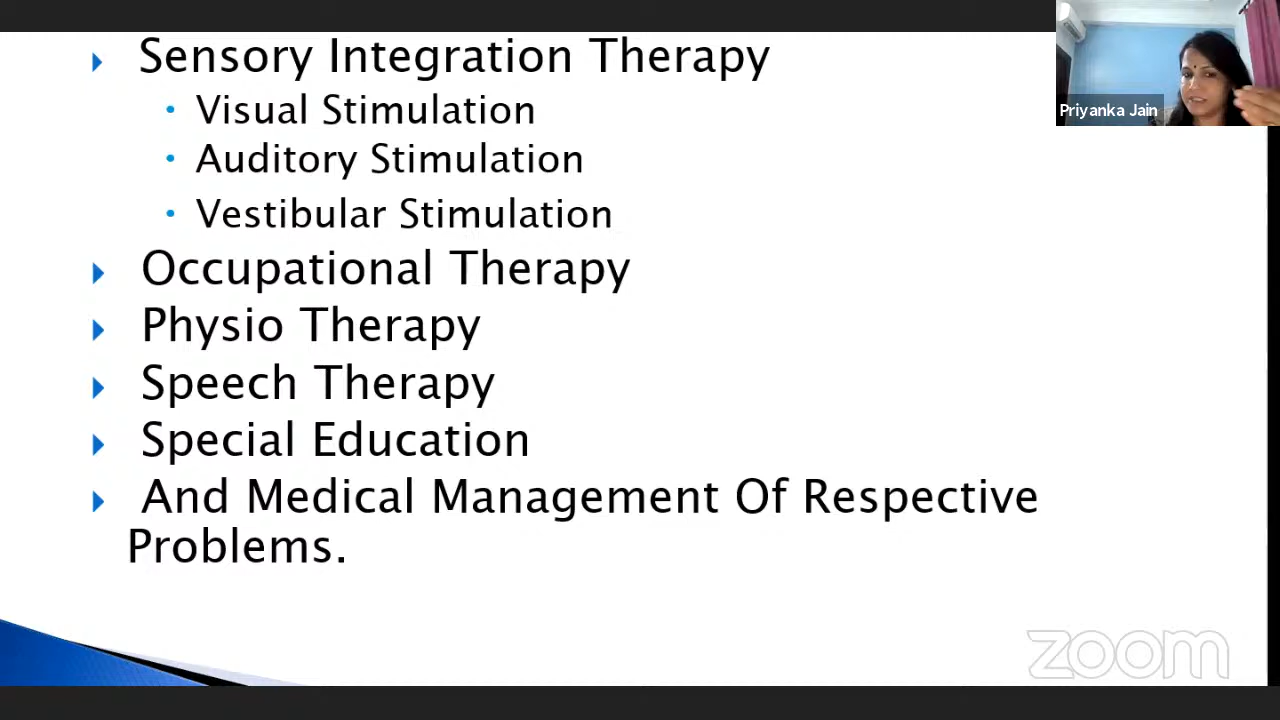 Sensory Integration Therapy
Visual Stimulation
Auditory Stimulation
Vestibular Stimulation
Occupational Therapy
Physio Therapy
Speech Therapy
Special Education
And Medical Management Of Respective
Problems.
Priyanka Jain
zoom